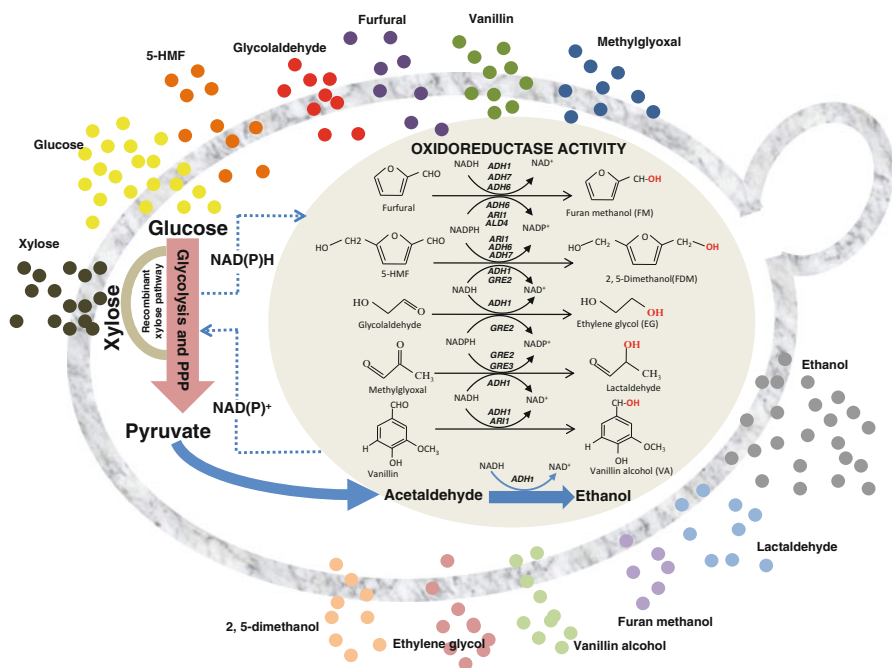 Furfural
Vanillin
Glycolaldehyde
Methylglyoxal
5-HMF
Glucose
Xylose
OXIDOREDUCTASE ACTIVITY
NADH
ADH1
ADH7
ADH6
NAD+
CHO
CH-OH
Furfural
ADH6
ARI1
ALD4
Furan methanol (FM)
NADPH
NADP+
Glucose
NAD(P)H
HO
CH2
CHO
ARI1
ADH6
ADH7
HO
CH2
CH2
OH
5-HMF
ADH1
GRE2
2, 5-Dimethanol(FDM)
NADH
NAD+
HO
O
ADH1
HO
OH
Glycolaldehyde
GRE2
Ethylene glycol (EG)
NADPH
NADP+
Xylose
Recombinant
xylose pathway
Glycolysis and PPP
O
O
CH3
GRE2
GRE3
O
OH
CH3
Methylglyoxal
ADH1
Lactaldehyde
NADH
NAD+
NAD(P)+
CHO
ADH1
ARI1
CH-OH
H
OCH3
OH
Vanillin
H
OCH3
OH
Vanillin alcohol (VA)
Pyruvate
NADH
NAD+
ADH1
Acetaldehyde
Ethanol
Ethanol
Lactaldehyde
Furan methanol
Vanillin alcohol
Ethylene glycol
2, 5-dimethanol